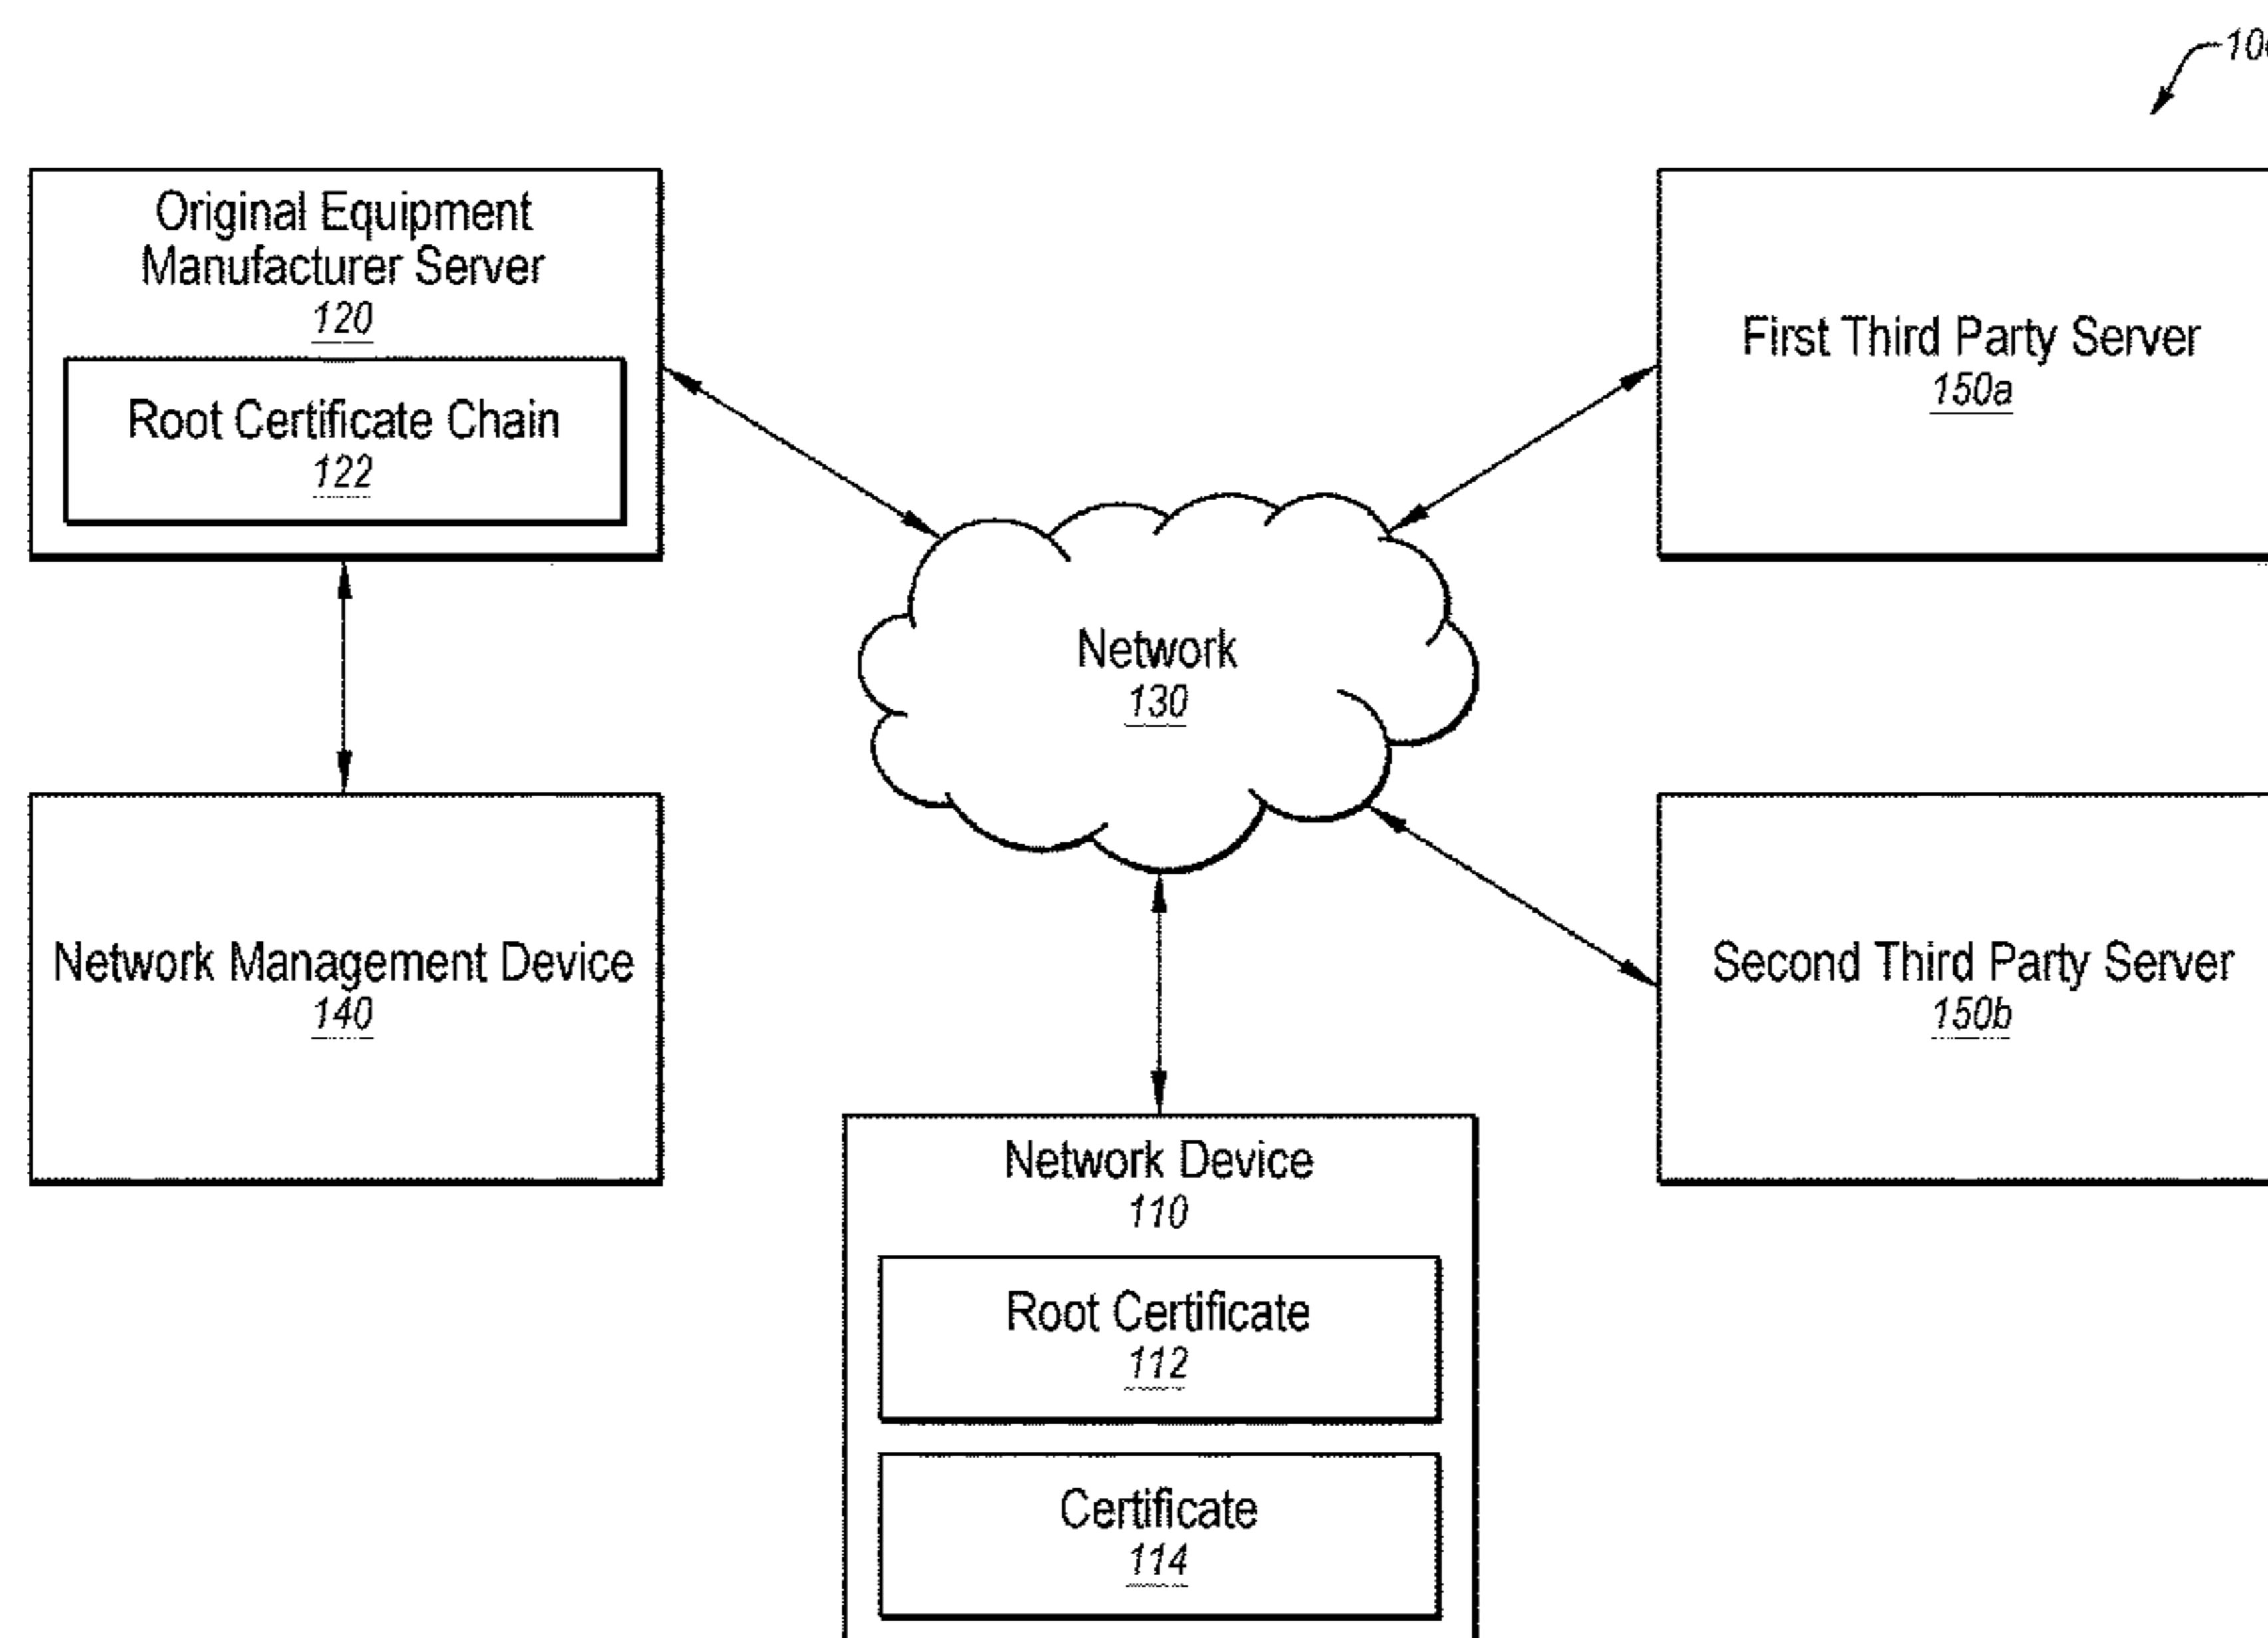 Original Equipment
Manufacturer Server
120
Root Certificate Chain
122
First Third Party Server
150a
Network
130
Network Management Device
140
Second Third Party Server
150b
Network Device
110
Root Certificate
112
Certificate
114